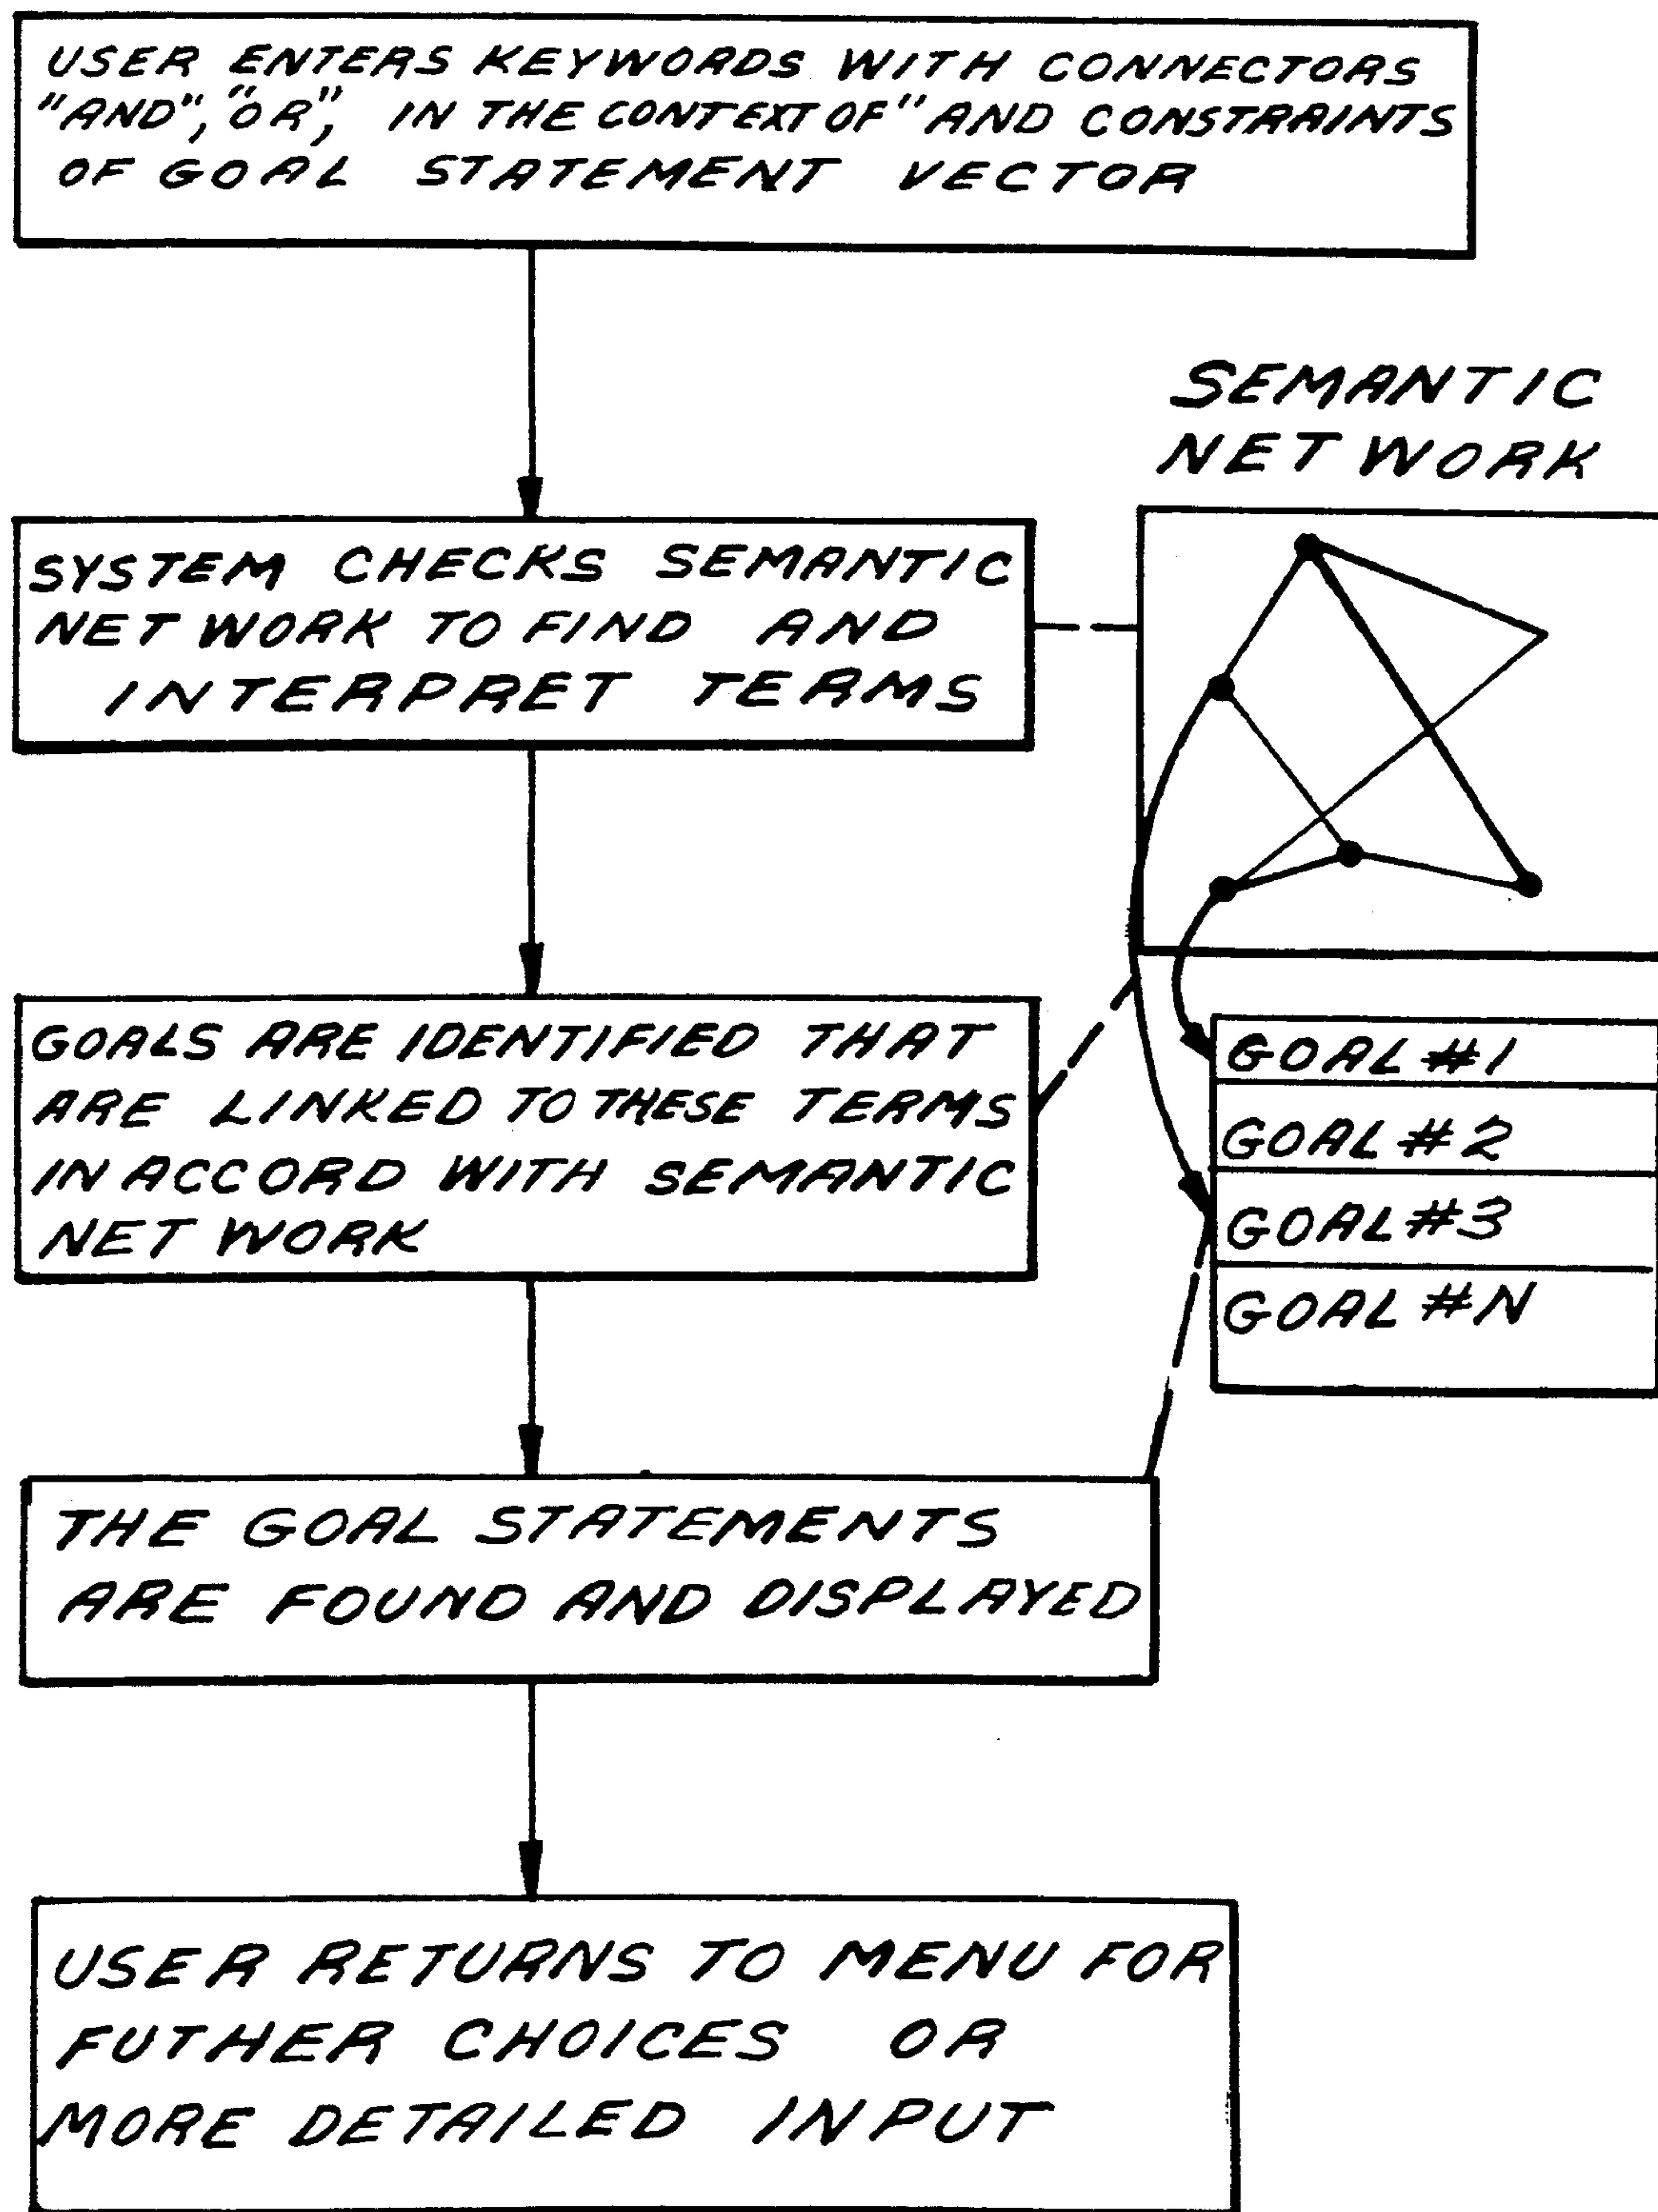 USER ENTERS KEYWORDS WITH CONNECTORS
"AND", "OR", IN THE CONTEXT OF" AND CONSTRAINTS
OF GOAL STATEMENT VECTOR
SEMANTIC
NETWORK
SYSTEM CHECKS SEMANTIC
NETWORK TO FIND AND
INTERPRET TERMS
GOALS ARE IDENTIFIED THAT
ARE LINKED TO THESE TERMS
IN ACCORD WITH SEMANTIC
NETWORK
GOAL #1
GOAL #2
GOAL #3
GOAL #N
THE GOAL STATEMENTS
ARE FOUND AND DISPLAYED
USER RETURNS TO MENU FOR
FUTHER CHOICES OR
MORE DETAILED INPUT